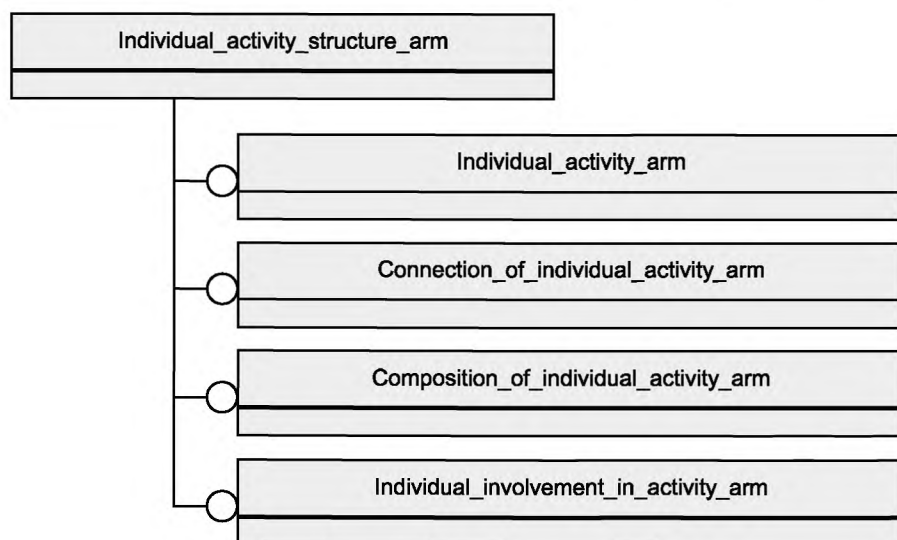 Individual_activity_structure_arm
Individual_activity_arm
Connection_of_individual_activity_arm
Composition_of_individual_activity_arm
Individual_involvement_in_activity_arm